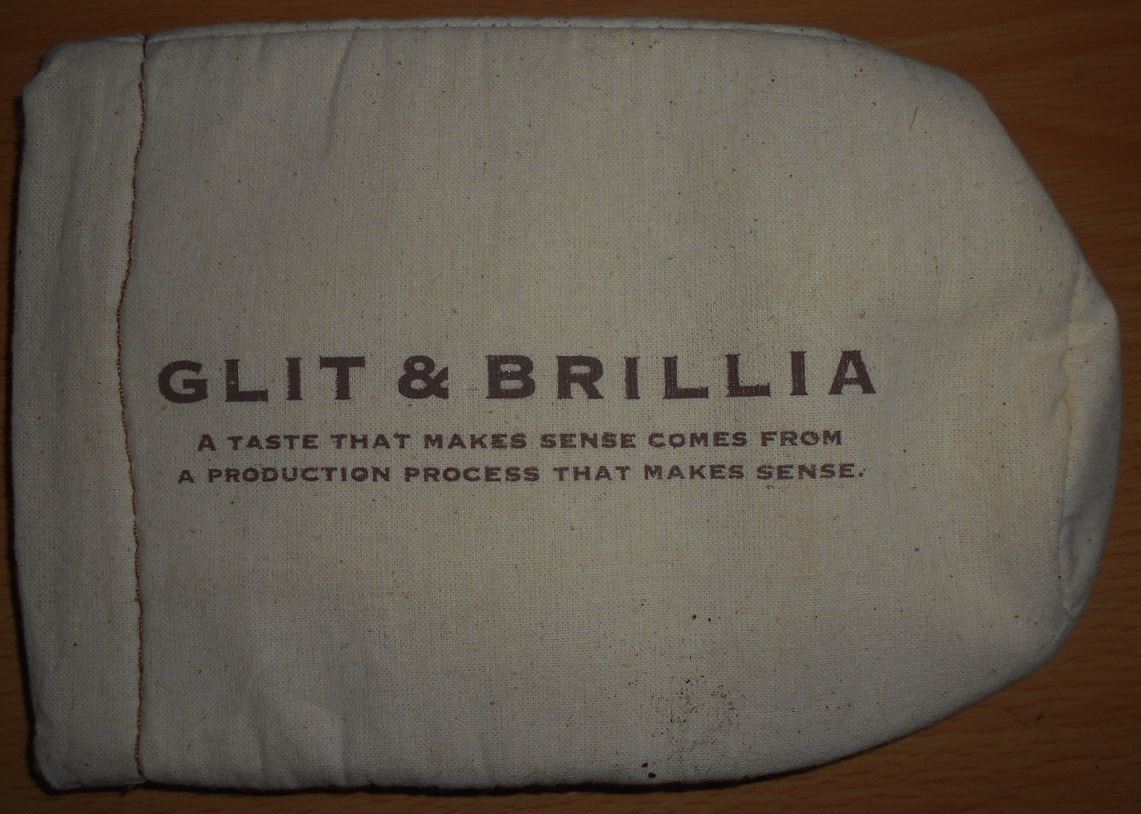 GLIT & BRILLIA
A TASTE THAT MAKES SENSE COMES FROM
A PRODUCTION PROCESS THAT MAKES SENSE.